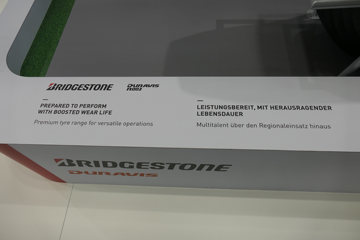 BRIDGESTONE DURAVIS
PREPARED TO PERFORM
WITH BOOSTED WEAR LIFE
Premium tyre range for versatile operations
LEISTUNGSBEREIT, MIT HERAUSRAGENDER
LEBENSDAUER
Multitalent über den Regionaleinsatz hinaus
BRIDGESTONE
DURAVIS